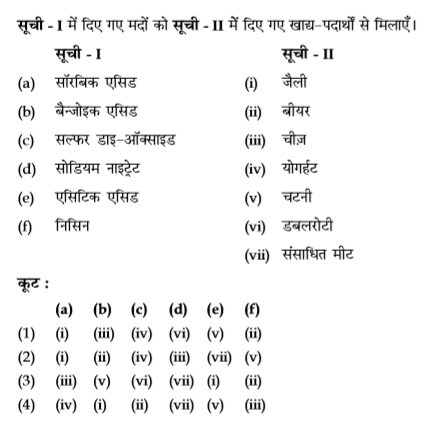 सूची - I में दिए गए मदों को सूची - II में दिए गए खाद्य-पदार्थों से मिलाएँ।
सूची - I सूची - II
(a) सॉरबिक एसिड (i) जैली
(b) बैन्जोइक एसिड (ii) बीयर
(c) सल्फर डाइ-ऑक्साइड (iii) चीज़
(d) सोडियम नाइट्रेट (iv) योगर्हट
(e) एसिटिक एसिड (v) चटनी
(f) निसिन (vi) डबलरोटी
(vii) संसाधित मीट
कूट :
(a) (b) (c) (d) (e) (f)
(1) (i) (iii) (iv) (vi) (v) (ii)
(2) (i) (ii) (iv) (iii) (vii) (v)
(3) (iii) (v) (vi) (vii) (i) (ii)
(4) (iv) (i) (ii) (vii) (v) (iii)